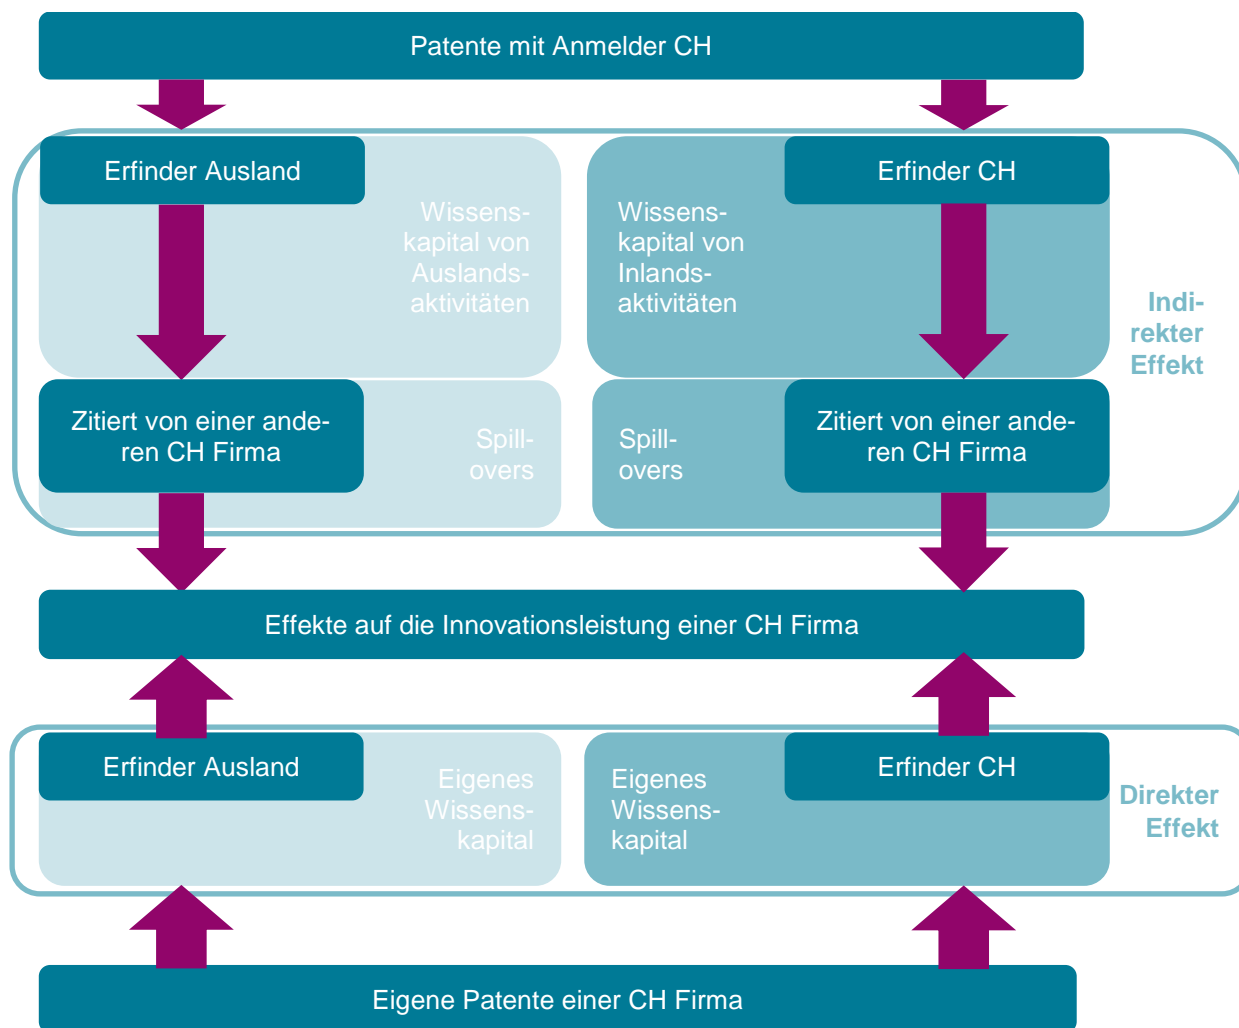 Patente mit Anmelder CH
Erfinder Ausland
Erfinder CH
Wissens-
kapital von
Auslands-
aktivitäten
Wissens-
kapital von
Inlands-
aktivitäten
Indi-
rekter
Effekt
Zitiert von einer ande-
ren CH Firma
Spill-
overs
Spill-
overs
Zitiert von einer ande-
ren CH Firma
Effekte auf die Innovationsleistung einer CH Firma
Erfinder Ausland
Eigenes
Wissens-
kapital
Eigenes
Wissens-
kapital
Erfinder CH
Direkter
Effekt
Eigene Patente einer CH Firma